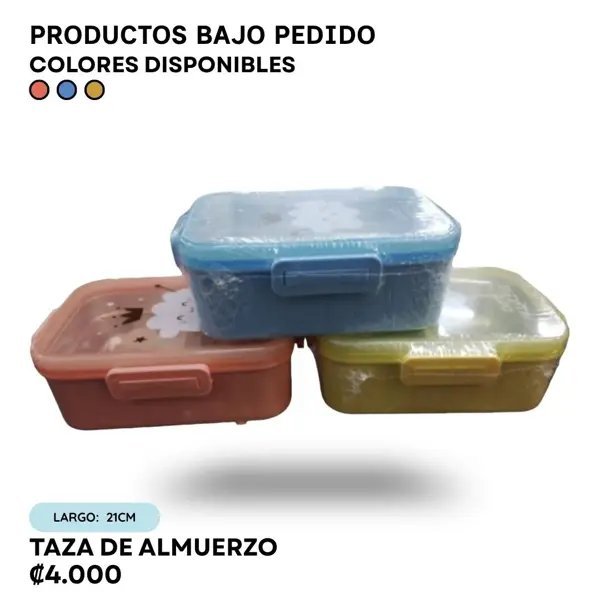 PRODUCTOS BAJO PEDIDO
COLORES DISPONIBLES
LARGO: 21CM
TAZA DE ALMUERZO
₡4.000